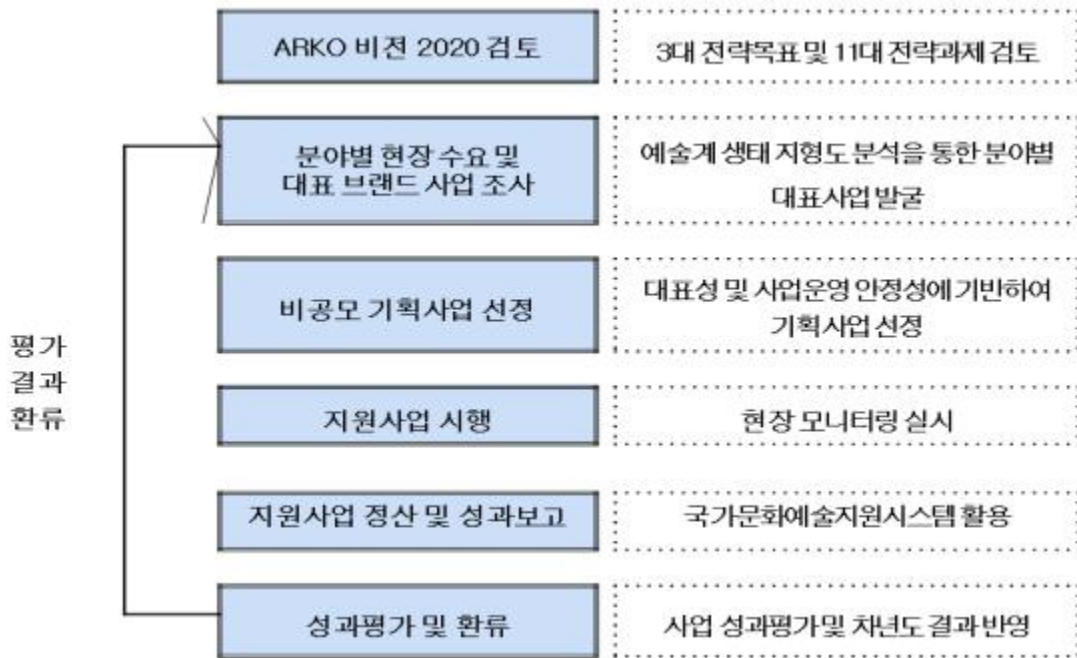 ARKO 비전 2020 검토
3대 전략목표 및 11대 전략과제 검토
분야별 현장 수요 및
대표 브랜드 사업 조사
예술계 생태 지형도 분석을 통한 분야별
대표사업 발굴
비공모 기획사업 선정
대표성 및 사업운영 안정성에 기반하여
기획사업 선정
평가
결과
환류
지원사업 시행
현장 모니터링 실시
지원사업 정산 및 성과보고
국가문화예술지원시스템 활용
성과평가 및 환류
사업 성과평가 및 차년도 결과 반영